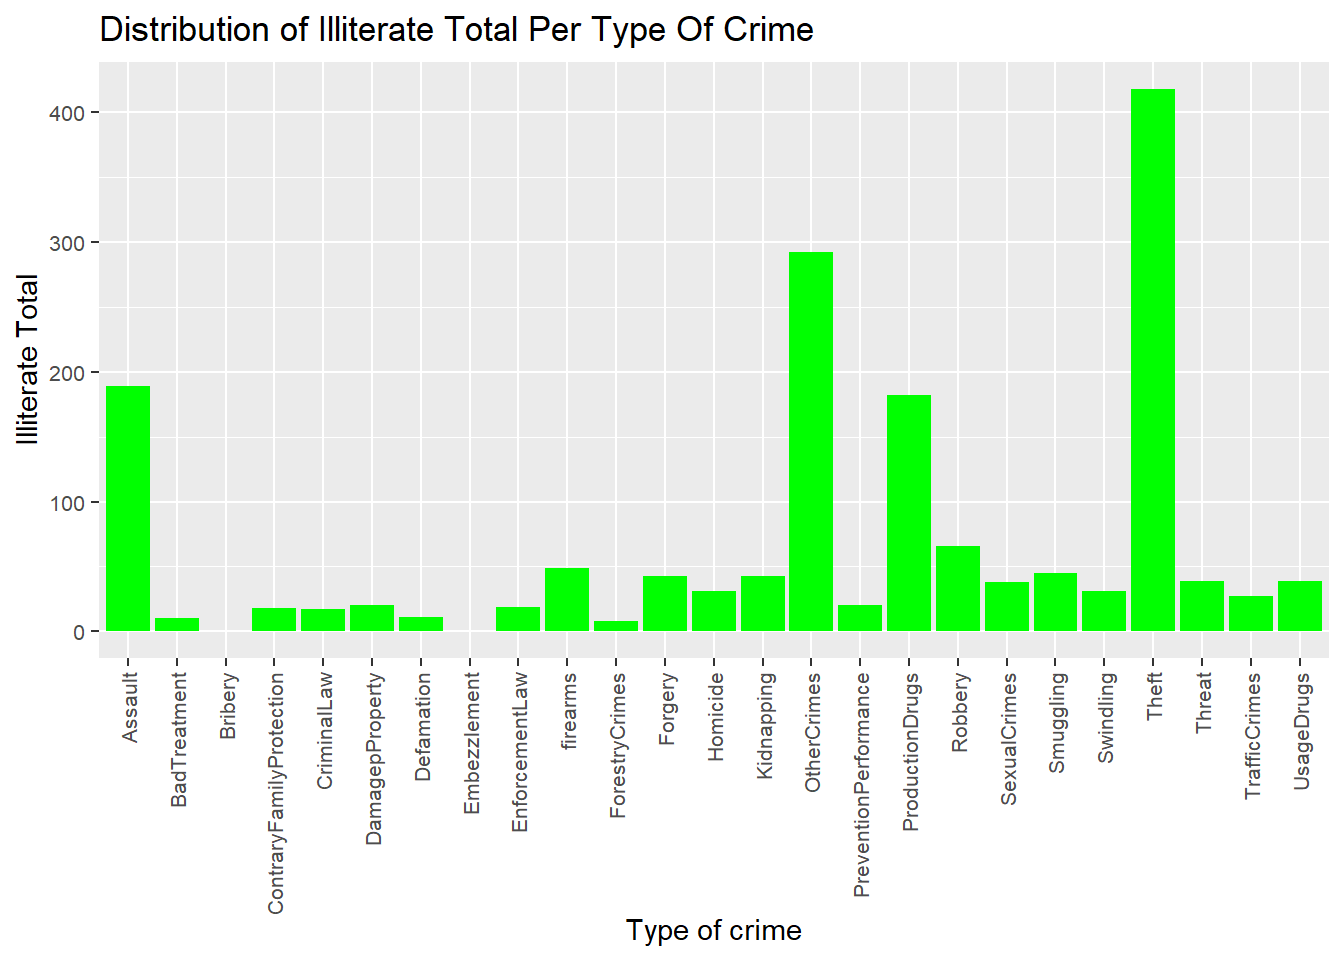 Distribution of Illiterate Total Per Type Of Crime
Illiterate Total
400
300
200
100
0
Assault
BadTreatment
Bribery
ContraryFamilyProtection
CriminalLaw
DamageProperty
Defamation
Embezzlement
EnforcementLaw
firearms
ForestryCrimes
Forgery
Homicide
Kidnapping
OtherCrimes
PreventionPerformance
ProductionDrugs
Robbery
SexualCrimes
Smuggling
Swindling
Theft
Threat
TrafficCrimes
UsageDrugs
Type of crime